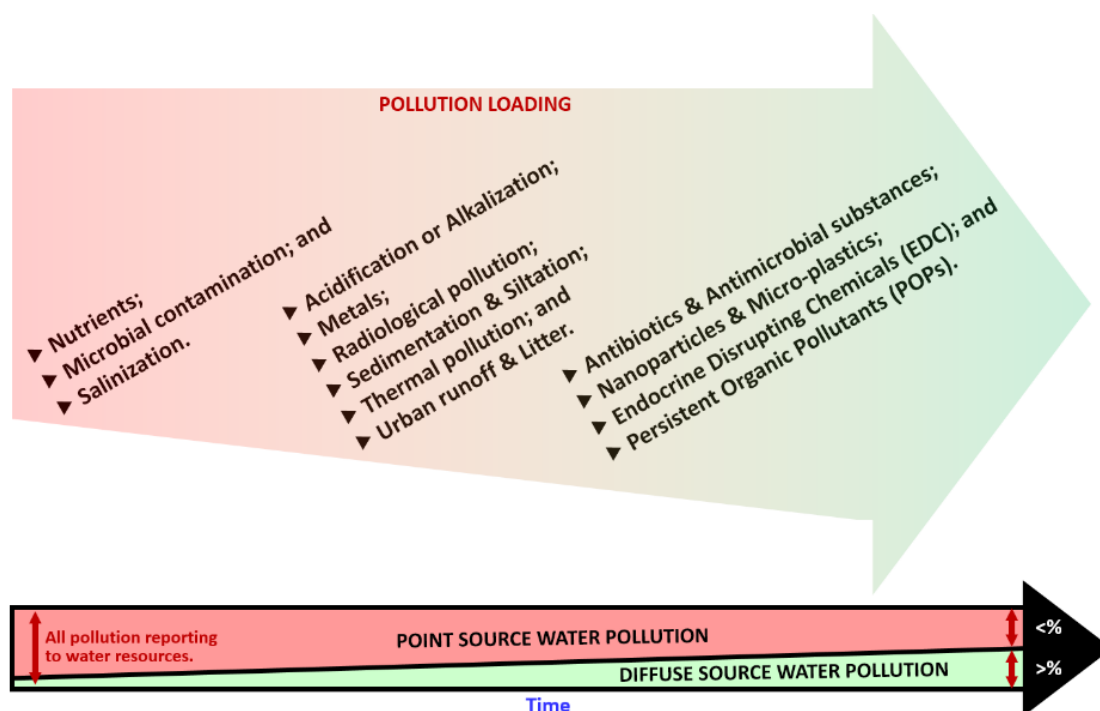 POLLUTION LOADING
▼ Nutrients;
▼ Microbial contamination; and
▼ Salinization.
▼ Acidification or Alkalization;
▼ Metals;
▼ Radiological pollution;
▼ Sedimentation & Siltation;
▼ Thermal pollution; and
▼ Urban runoff & Litter.
▼ Antibiotics & Antimicrobial substances;
▼ Nanoparticles & Micro-plastics;
▼ Endocrine Disrupting Chemicals (EDC); and
▼ Persistent Organic Pollutants (POPs).
All pollution reporting
to water resources.
POINT SOURCE WATER POLLUTION
<%
DIFFUSE SOURCE WATER POLLUTION
>%
Time